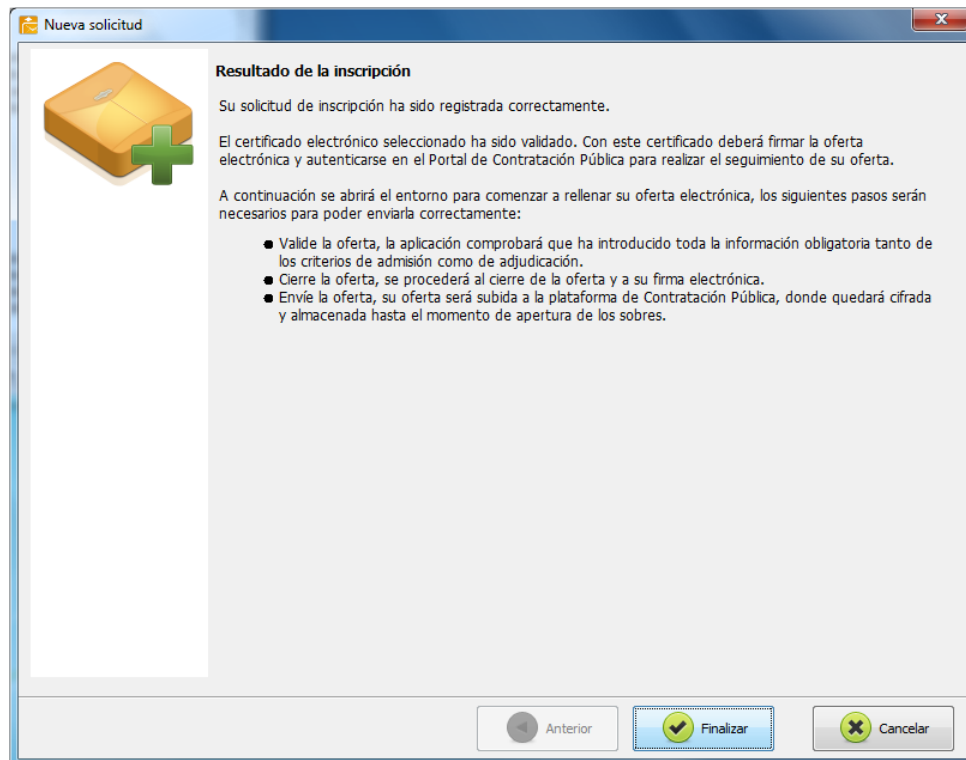 Nueva solicitud
Resultado de la inscripción
Su solicitud de inscripción ha sido registrada correctamente.
El certificado electrónico seleccionado ha sido validado. Con este certificado deberá firmar la oferta
electrónica y autenticarse en el Portal de Contratación Pública para realizar el seguimiento de su oferta.
A continuación se abrirá el entorno para comenzar a rellenar su oferta electrónica, los siguientes pasos serán
necesarios para poder enviarla correctamente:
● Valide la oferta, la aplicación comprobará que ha introducido toda la información obligatoria tanto de
los criterios de admisión como de adjudicación.
● Cierre la oferta, se procederá al cierre de la oferta y a su firma electrónica.
● Envíe la oferta, su oferta será subida a la plataforma de Contratación Pública, donde quedará cifrada
y almacenada hasta el momento de apertura de los sobres.
Anterior Finalizar Cancelar